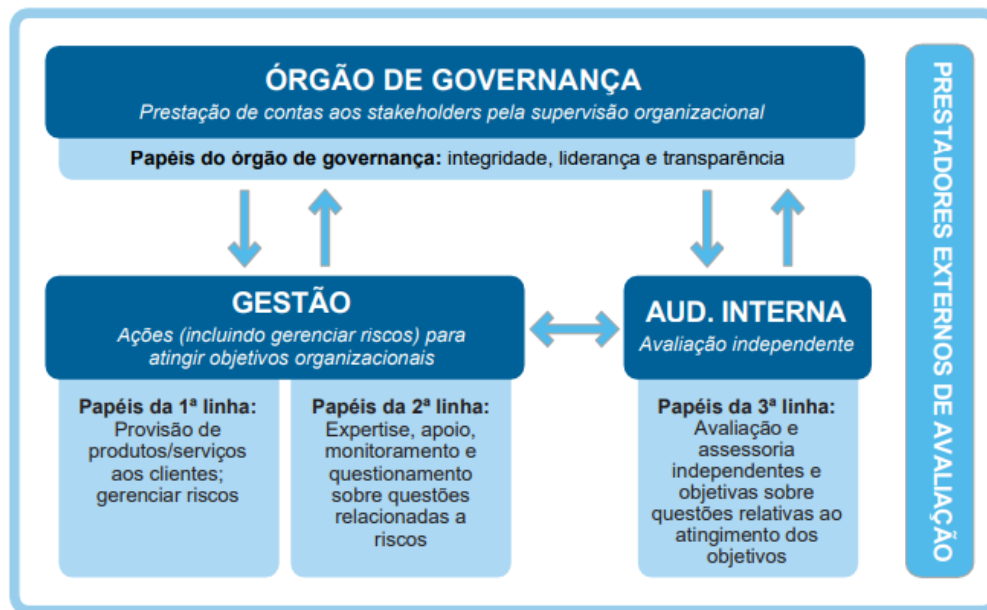 ÓRGÃO DE GOVERNANÇA
Prestação de contas aos stakeholders pela supervisão organizacional
Papéis do órgão de governança: integridade, liderança e transparência
GESTÃO
Ações (incluindo gerenciar riscos) para
atingir objetivos organizacionais
Papéis da 1ª linha:
Provisão de
produtos/serviços
aos clientes;
gerenciar riscos
Papéis da 2ª linha:
Expertise, apoio,
monitoramento e
questionamento
sobre questões
relacionadas a
riscos
AUD. INTERNA
Avaliação independente
Papéis da 3ª linha:
Avaliação e
assessoria
independentes e
objetivas sobre
questões relativas ao
atingimento dos
objetivos
PRESTADORES EXTERNOS DE AVALIAÇÃO